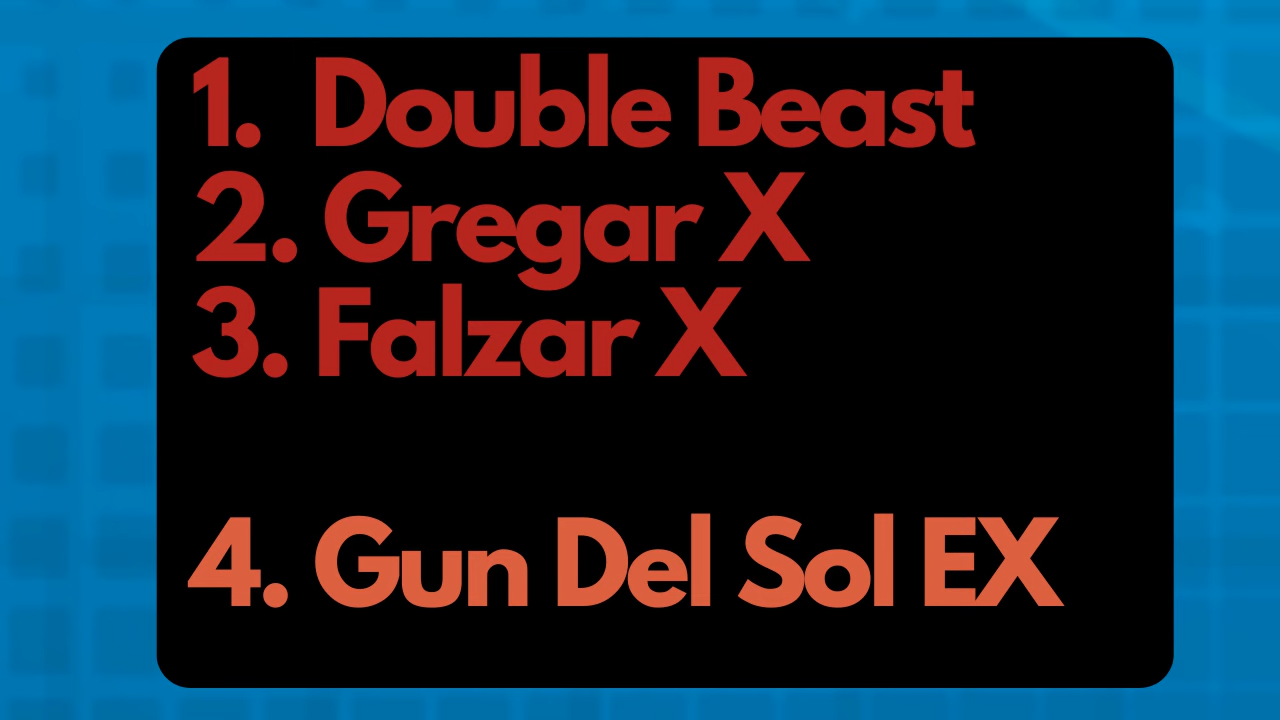 1. Double Beast
2. Gregar X
3. Falzar X
4. Gun Del Sol EX